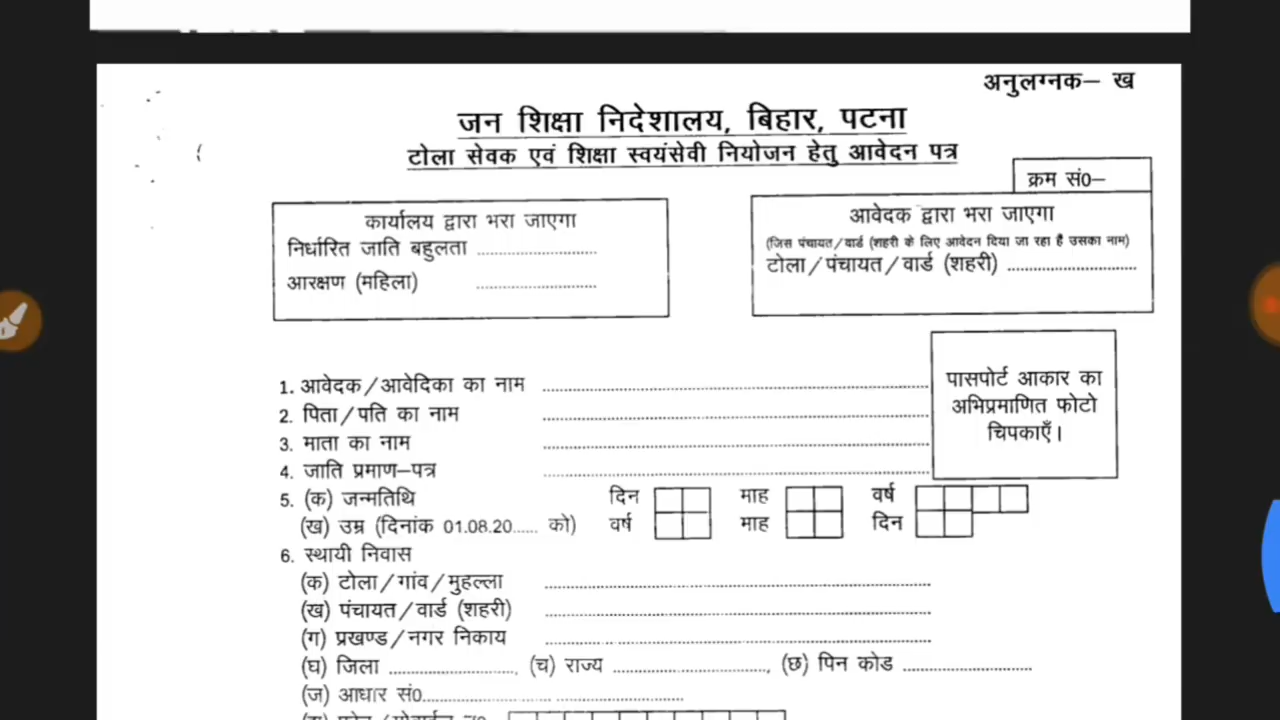 अनुलग्नक– ख
जन शिक्षा निदेशालय, बिहार, पटना
टोला सेवक एवं शिक्षा स्वयंसेवी नियोजन हेतु आवेदन पत्र
क्रम सं0–
कार्यालय द्वारा भरा जाएगा
निर्धारित जाति बहुलता ........................
आरक्षण (महिला) ........................
आवेदक द्वारा भरा जाएगा
(जिस पंचायत/वार्ड (शहरी के लिए आवेदन दिया जा रहा है उसका नाम)
टोला/पंचायत/वार्ड (शहरी) ........................
पासपोर्ट आकार का
अभिप्रमाणित फोटो
चिपकाएँ।
1. आवेदक/आवेदिका का नाम ........................
2. पिता/पति का नाम ........................
3. माता का नाम ........................
4. जाति प्रमाण–पत्र ........................
5. (क) जन्मतिथि दिन माह वर्ष
(ख) उम्र (दिनांक 01.08.20...... को) वर्ष माह दिन
6. स्थायी निवास
(क) टोला/गांव/मुहल्ला ........................
(ख) पंचायत/वार्ड (शहरी) ........................
(ग) प्रखण्ड/नगर निकाय ........................
(घ) जिला ........................, (च) राज्य ........................, (छ) पिन कोड ........................
(ज) आधार सं0........................